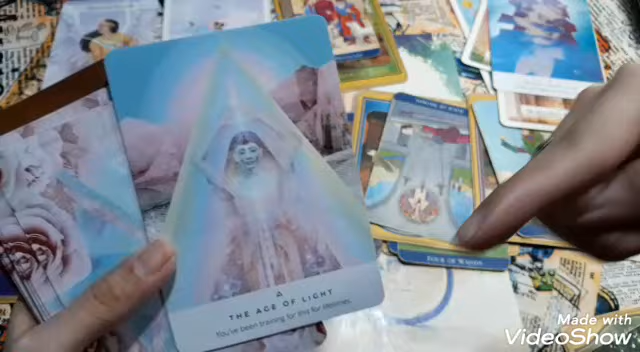 THE AGE OF LIGHT
You've been training for this for lifetimes.
FOUR OF WANDS
Made with
VideoShow